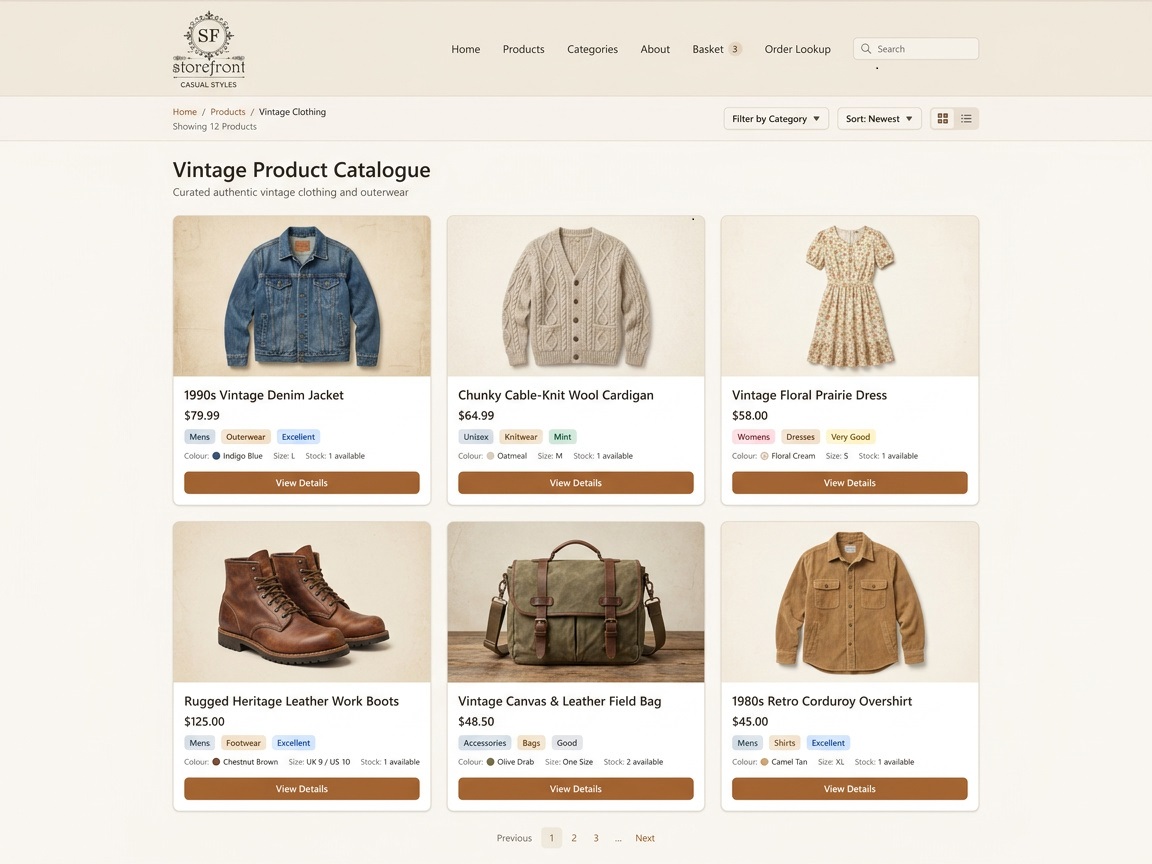 SF
storefront
CASUAL STYLES
Home Products Categories About Basket 3 Order Lookup Search
Home / Products / Vintage Clothing
Showing 12 Products
Filter by Category Sort: Newest
Vintage Product Catalogue
Curated authentic vintage clothing and outerwear
1990s Vintage Denim Jacket
$79.99
Mens Outerwear Excellent
Colour: Indigo Blue Size: L Stock: 1 available
View Details
Chunky Cable-Knit Wool Cardigan
$64.99
Unisex Knitwear Mint
Colour: Oatmeal Size: M Stock: 1 available
View Details
Vintage Floral Prairie Dress
$58.00
Womens Dresses Very Good
Colour: Floral Cream Size: S Stock: 1 available
View Details
Rugged Heritage Leather Work Boots
$125.00
Mens Footwear Excellent
Colour: Chestnut Brown Size: UK 9 / US 10 Stock: 1 available
View Details
Vintage Canvas & Leather Field Bag
$48.50
Accessories Bags Good
Colour: Olive Drab Size: One Size Stock: 2 available
View Details
1980s Retro Corduroy Overshirt
$45.00
Mens Shirts Excellent
Colour: Camel Tan Size: XL Stock: 1 available
View Details
Previous 1 2 3 ... Next